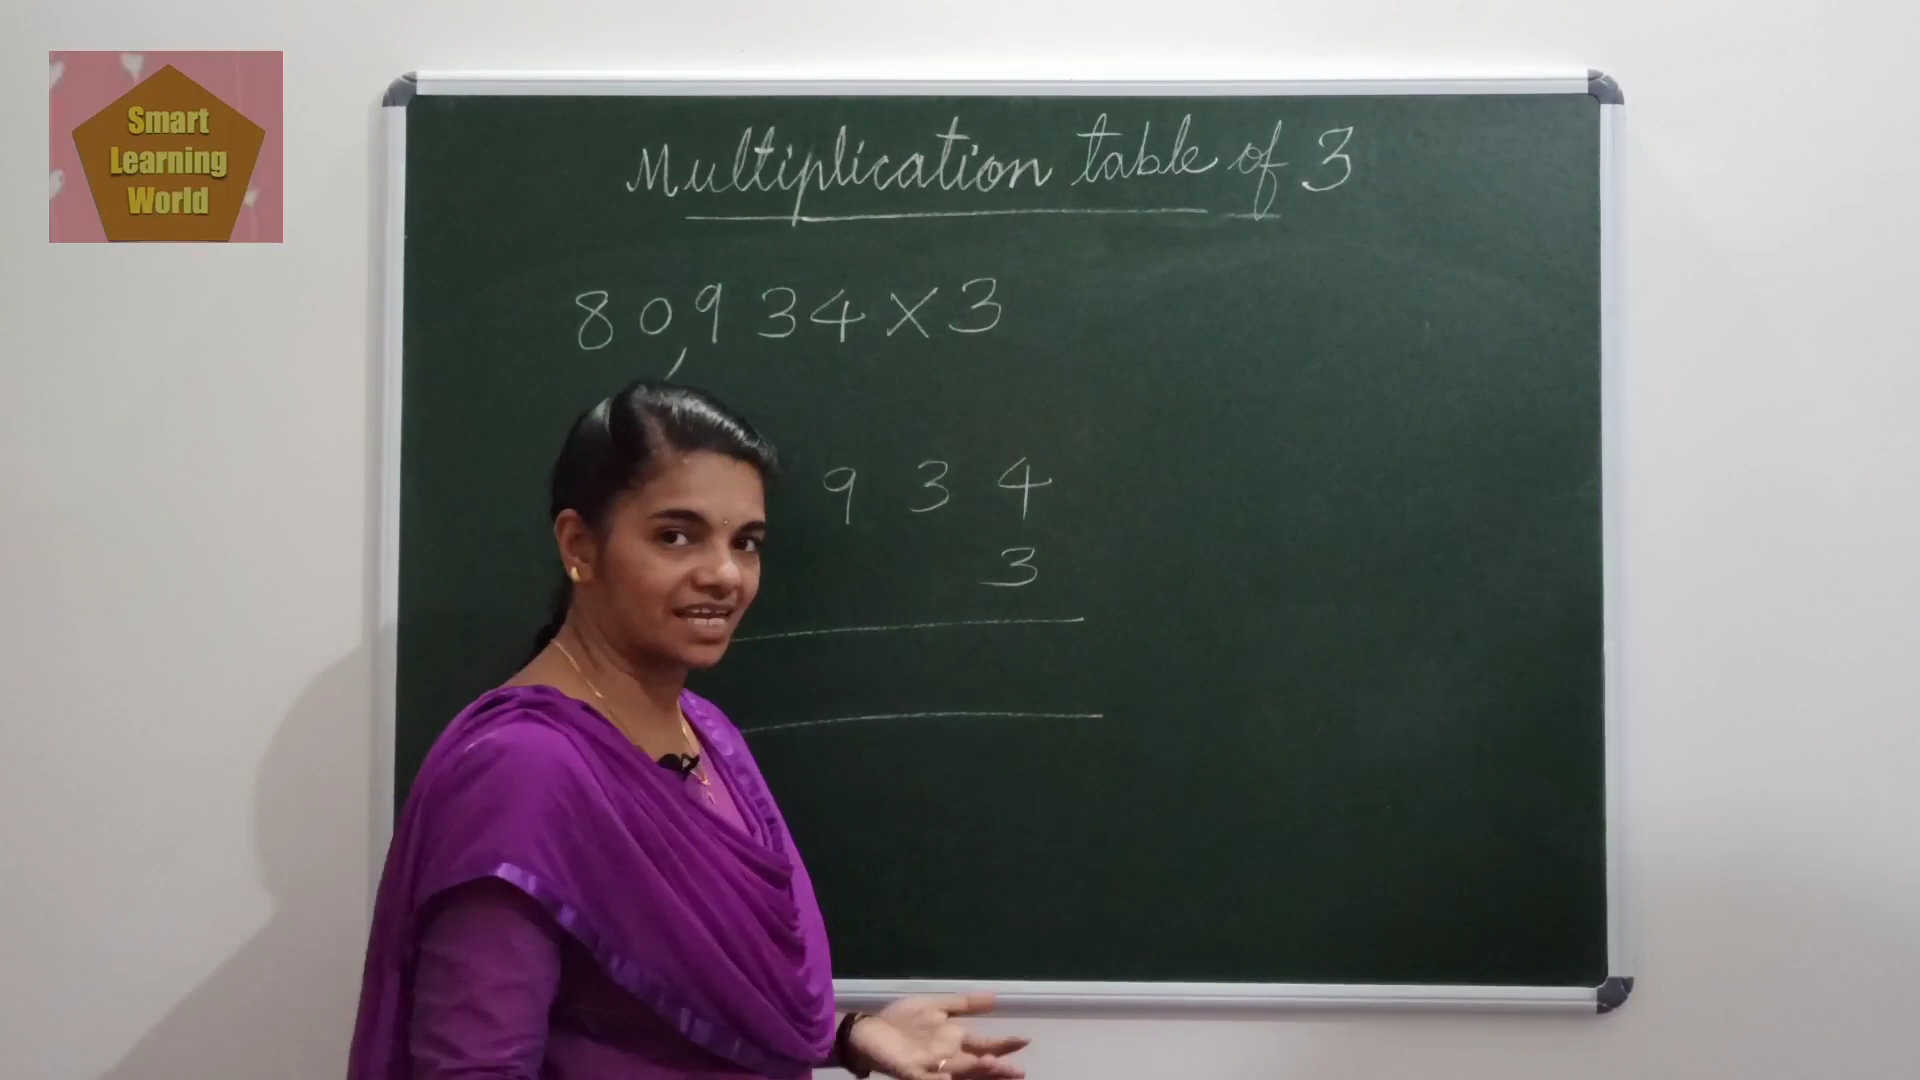 Smart
Learning
World
Multiplication table of 3
80,934 × 3
9 3 4
3